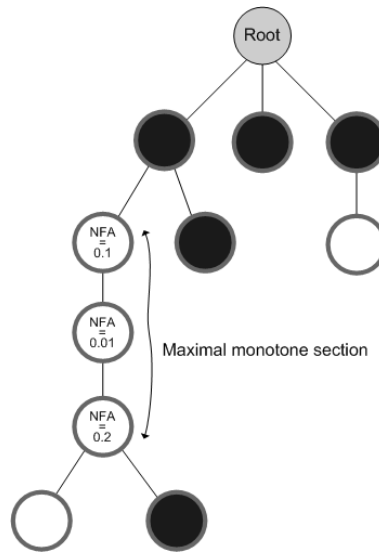 Root
NFA
=
0.1
NFA
=
0.01
Maximal monotone section
NFA
=
0.2